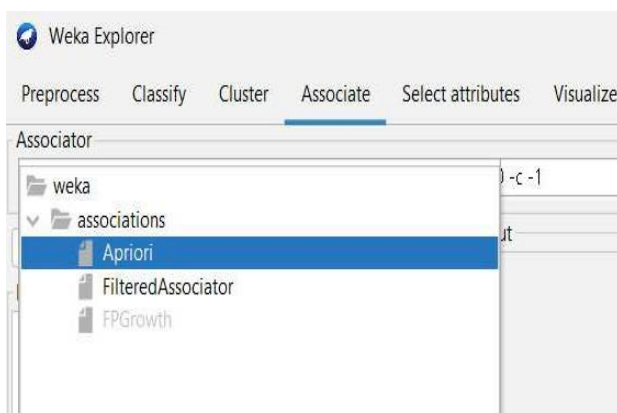 Weka Explorer
Preprocess Classify Cluster Associate Select attributes Visualize
Associator
weka
) -c -1
associations
ut
Apriori
FilteredAssociator
FPGrowth